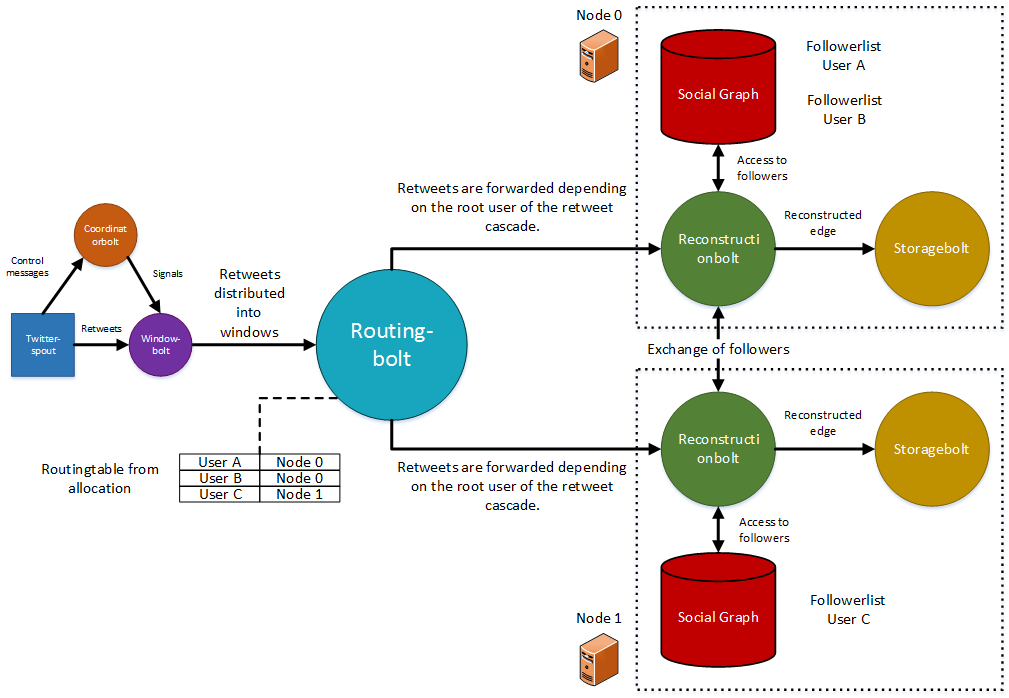 Node 0
Social Graph
Followerlist
User A
Followerlist
User B
Access to
followers
Retweets are forwarded depending
on the root user of the retweet
cascade.
Reconstructi
onbolt
Reconstructed
edge
Storagebolt
Coordinat
orbolt
Control
messages
Signals
Twitter-
spout
Retweets
Window-
bolt
Retweets
distributed
into
windows
Routing-
bolt
Exchange of followers
Routingtable from
allocation
User A Node 0
User B Node 0
User C Node 1
Retweets are forwarded depending
on the root user of the retweet
cascade.
Reconstructi
onbolt
Reconstructed
edge
Storagebolt
Access to
followers
Social Graph
Followerlist
User C
Node 1